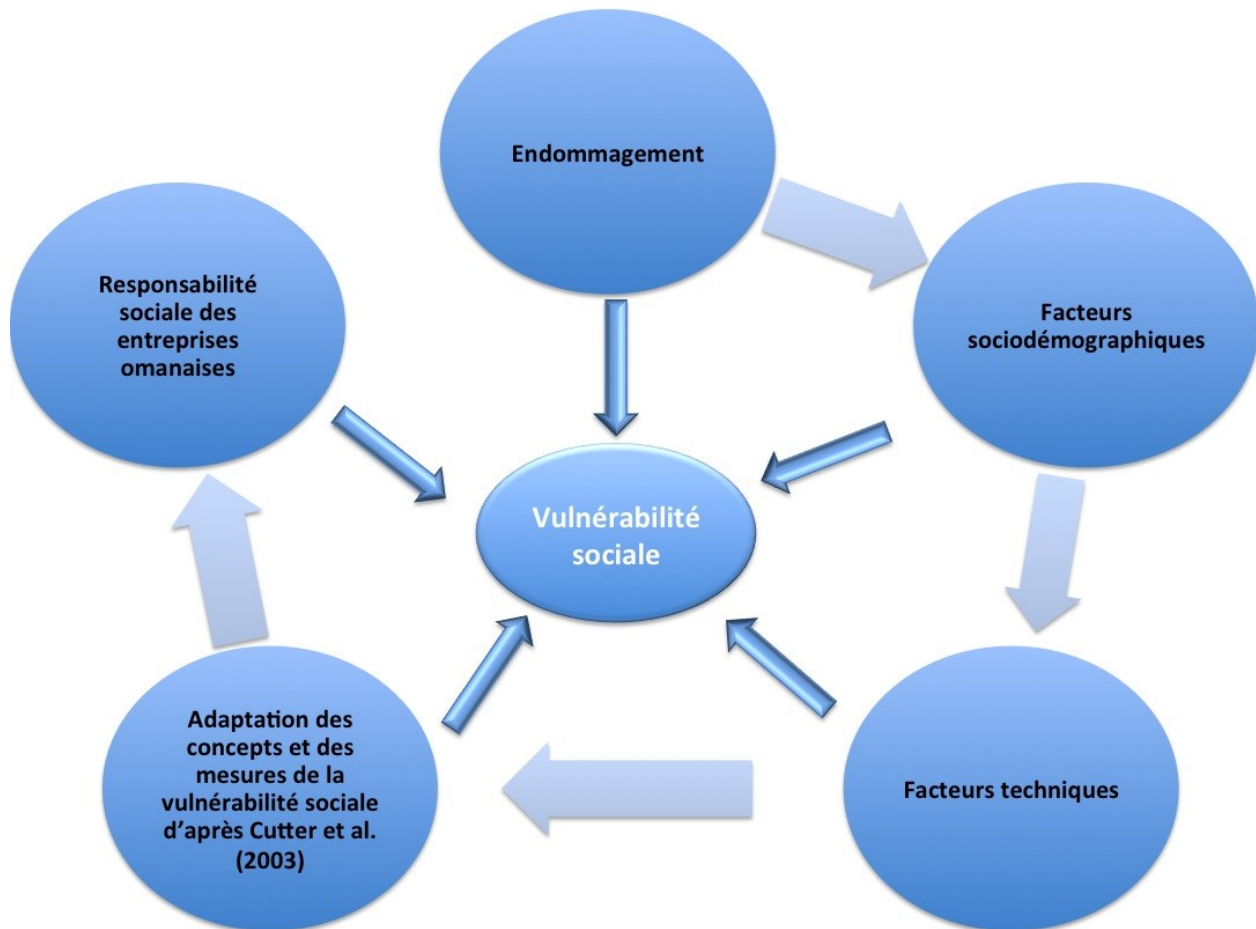 Endommagement
Responsabilité
sociale des
entreprises
omanaises
Facteurs
sociodémographiques
Vulnérabilité
sociale
Adaptation des
concepts et des
mesures de la
vulnérabilité sociale
d’après Cutter et al.
(2003)
Facteurs techniques